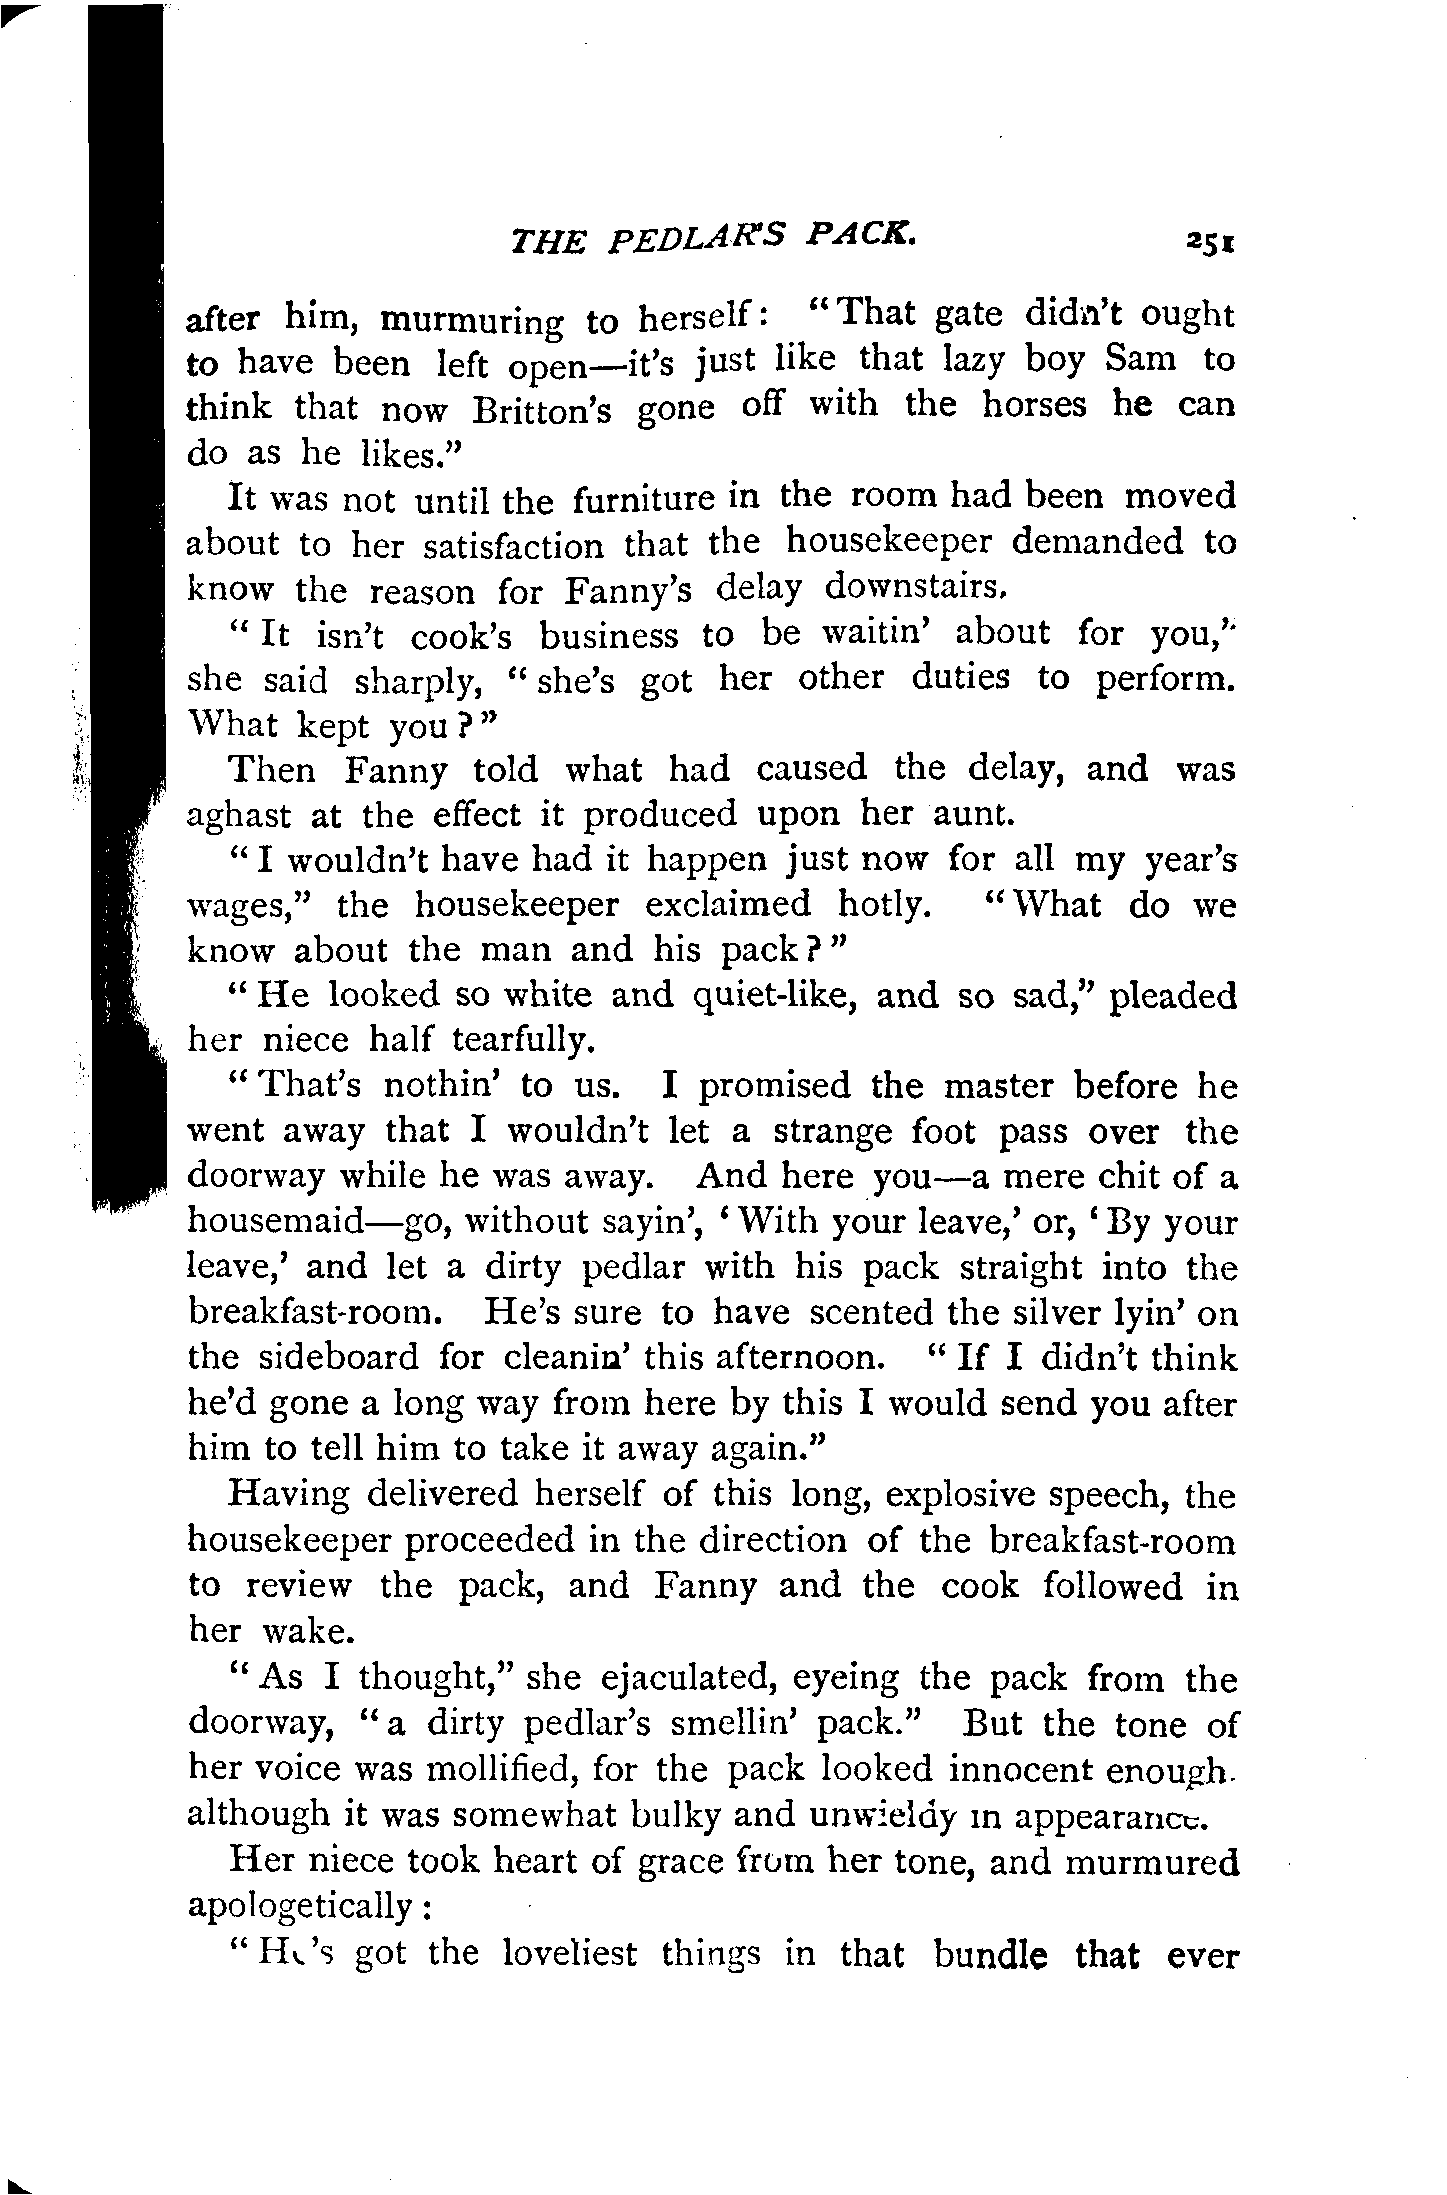 THE PEDLAR'S PACK. 251
after him, murmuring to herself: "That gate didn't ought
to have been left open—it's just like that lazy boy Sam to
think that now Britton's gone off with the horses he can
do as he likes."
It was not until the furniture in the room had been moved
about to her satisfaction that the housekeeper demanded to
know the reason for Fanny's delay downstairs.
"It isn't cook's business to be waitin' about for you,"
she said sharply, "she's got her other duties to perform.
What kept you?"
Then Fanny told what had caused the delay, and was
aghast at the effect it produced upon her aunt.
"I wouldn't have had it happen just now for all my year's
wages," the housekeeper exclaimed hotly. "What do we
know about the man and his pack?"
"He looked so white and quiet-like, and so sad," pleaded
her niece half tearfully.
"That's nothin' to us. I promised the master before he
went away that I wouldn't let a strange foot pass over the
doorway while he was away. And here you—a mere chit of a
housemaid—go, without sayin', 'With your leave,' or, 'By your
leave,' and let a dirty pedlar with his pack straight into the
breakfast-room. He's sure to have scented the silver lyin' on
the sideboard for cleanin' this afternoon. "If I didn't think
he'd gone a long way from here by this I would send you after
him to tell him to take it away again."
Having delivered herself of this long, explosive speech, the
housekeeper proceeded in the direction of the breakfast-room
to review the pack, and Fanny and the cook followed in
her wake.
"As I thought," she ejaculated, eyeing the pack from the
doorway, "a dirty pedlar's smellin' pack." But the tone of
her voice was mollified, for the pack looked innocent enough.
although it was somewhat bulky and unwieldy in appearance.
Her niece took heart of grace from her tone, and murmured
apologetically:
"He's got the loveliest things in that bundle that ever